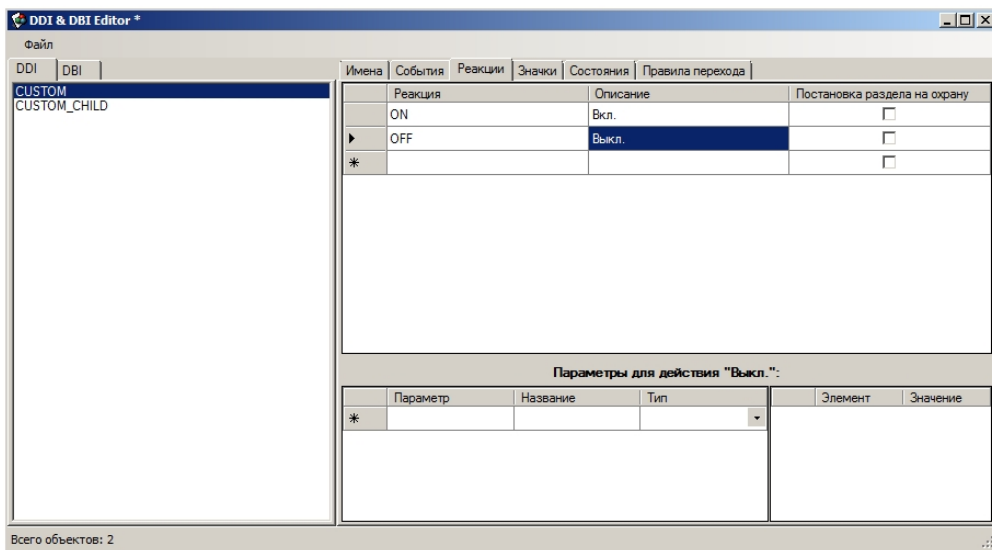 DDI & DBI Editor *
Файл
DDI DBI
CUSTOM
CUSTOM_CHILD
Имена События Реакции Значки Состояния Правила перехода
Реакция Описание Постановка раздела на охрану
ON Вкл.
OFF Выкл.
Параметры для действия "Выкл.":
Параметр Название Тип Элемент Значение
Всего объектов: 2